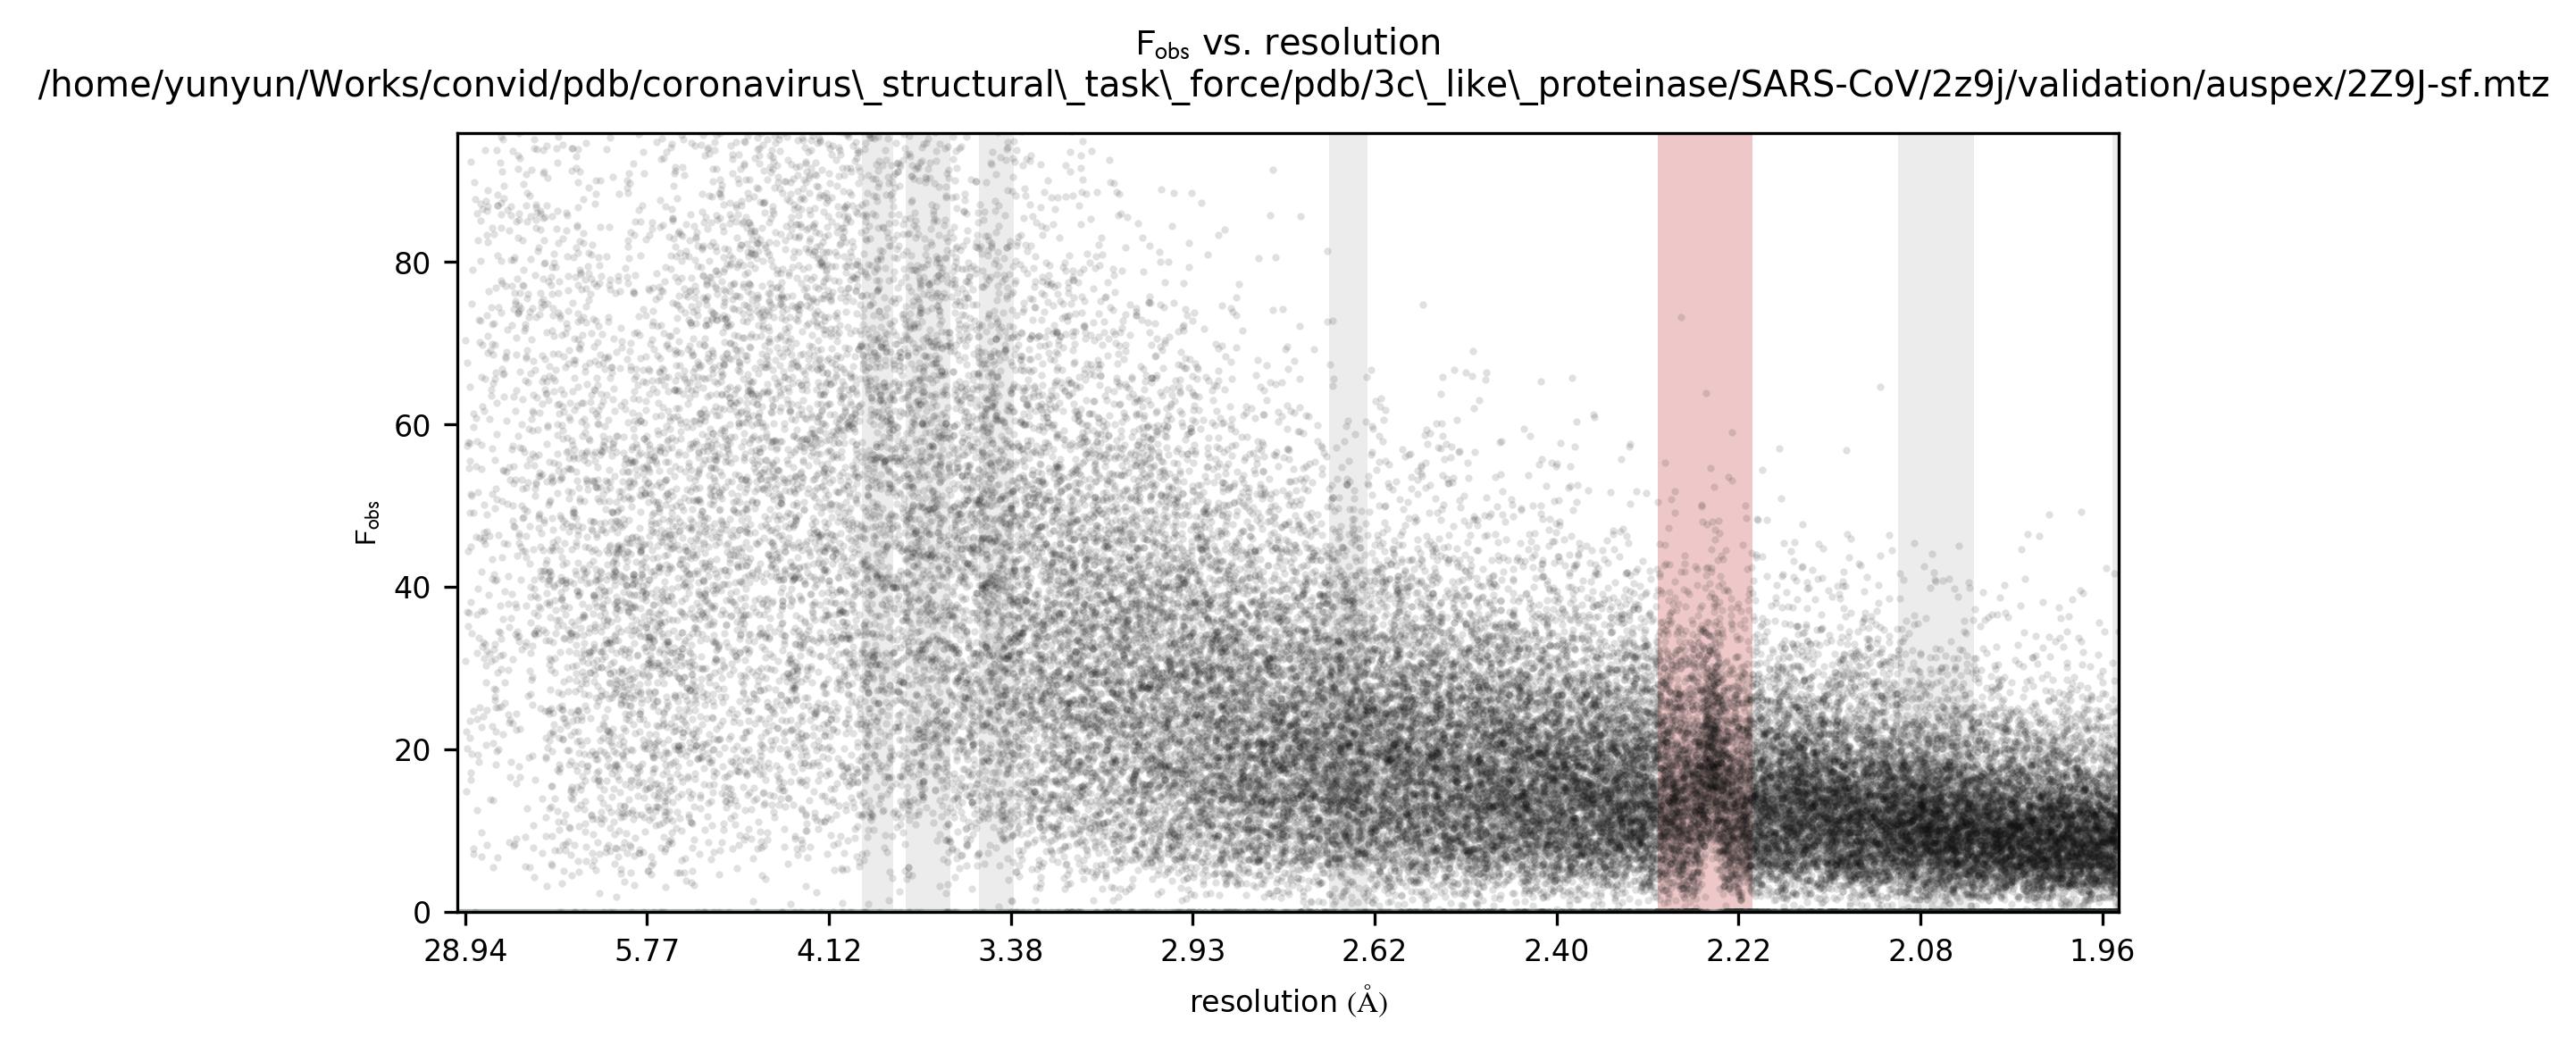 Fobs vs. resolution
/home/yunyun/Works/convid/pdb/coronavirus\_structural\_task\_force/pdb/3c\_like\_proteinase/SARS-CoV/2z9j/validation/auspex/2Z9J-sf.mtz
80
60
Fobs
40
20
0
28.94 5.77 4.12 3.38 2.93 2.62 2.40 2.22 2.08 1.96
resolution (Å)